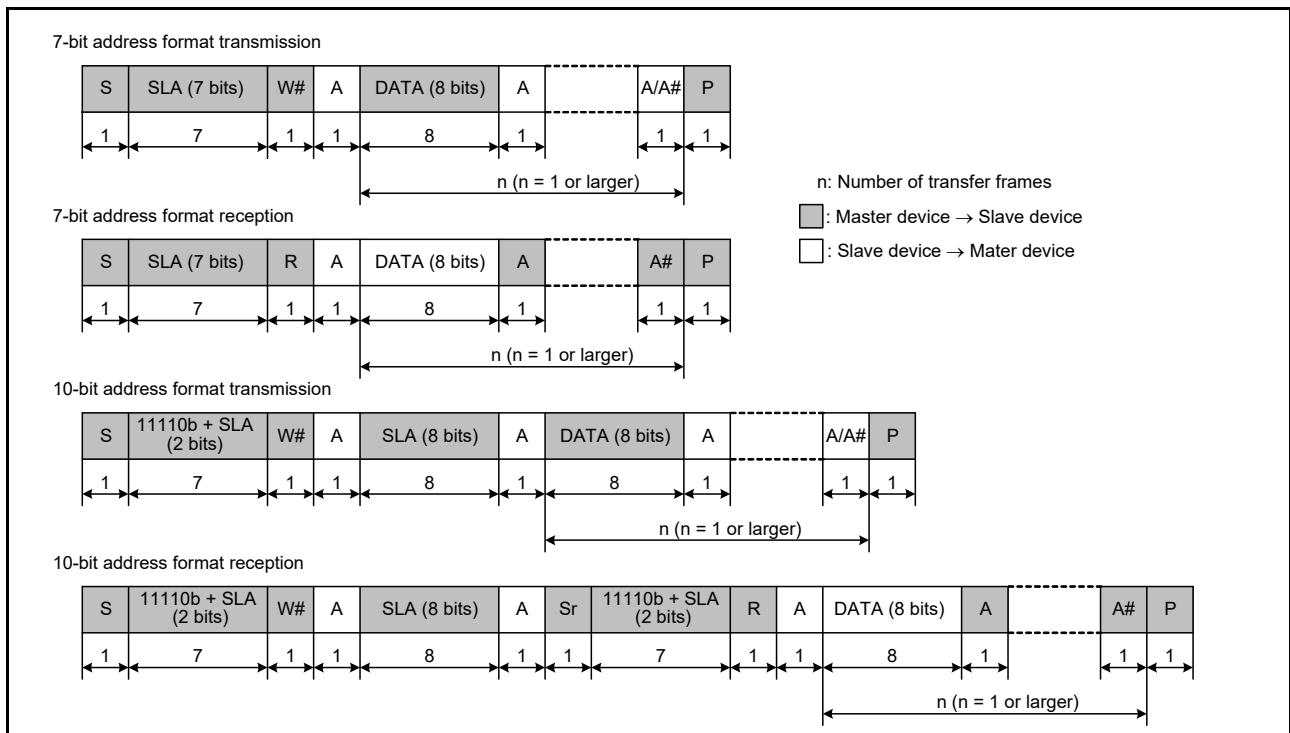 7-bit address format transmission
S SLA (7 bits) W# A DATA (8 bits) A A/A# P
1 7 1 1 8 1 1 1
n (n = 1 or larger)
n: Number of transfer frames
: Master device → Slave device
: Slave device → Mater device
7-bit address format reception
S SLA (7 bits) R A DATA (8 bits) A A# P
1 7 1 1 8 1 1 1
n (n = 1 or larger)
10-bit address format transmission
S 11110b + SLA (2 bits) W# A SLA (8 bits) A DATA (8 bits) A A/A# P
1 7 1 1 8 1 8 1 1 1
n (n = 1 or larger)
10-bit address format reception
S 11110b + SLA (2 bits) W# A SLA (8 bits) A Sr 11110b + SLA (2 bits) R A DATA (8 bits) A A# P
1 7 1 1 8 1 1 7 1 1 8 1 1 1
n (n = 1 or larger)